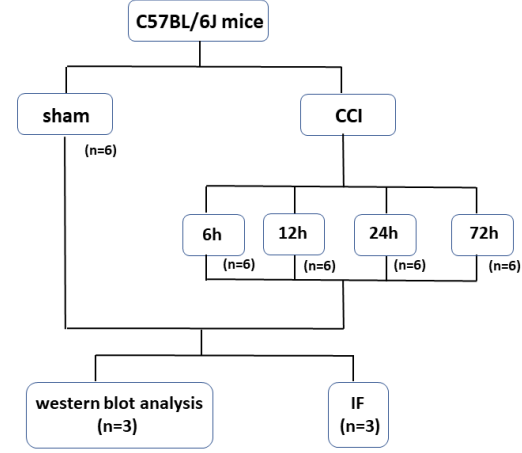 C57BL/6J mice
sham
CCI
(n=6)
6h
12h
24h
72h
(n=6)
(n=6)
(n=6)
(n=6)
western blot analysis
(n=3)
IF
(n=3)